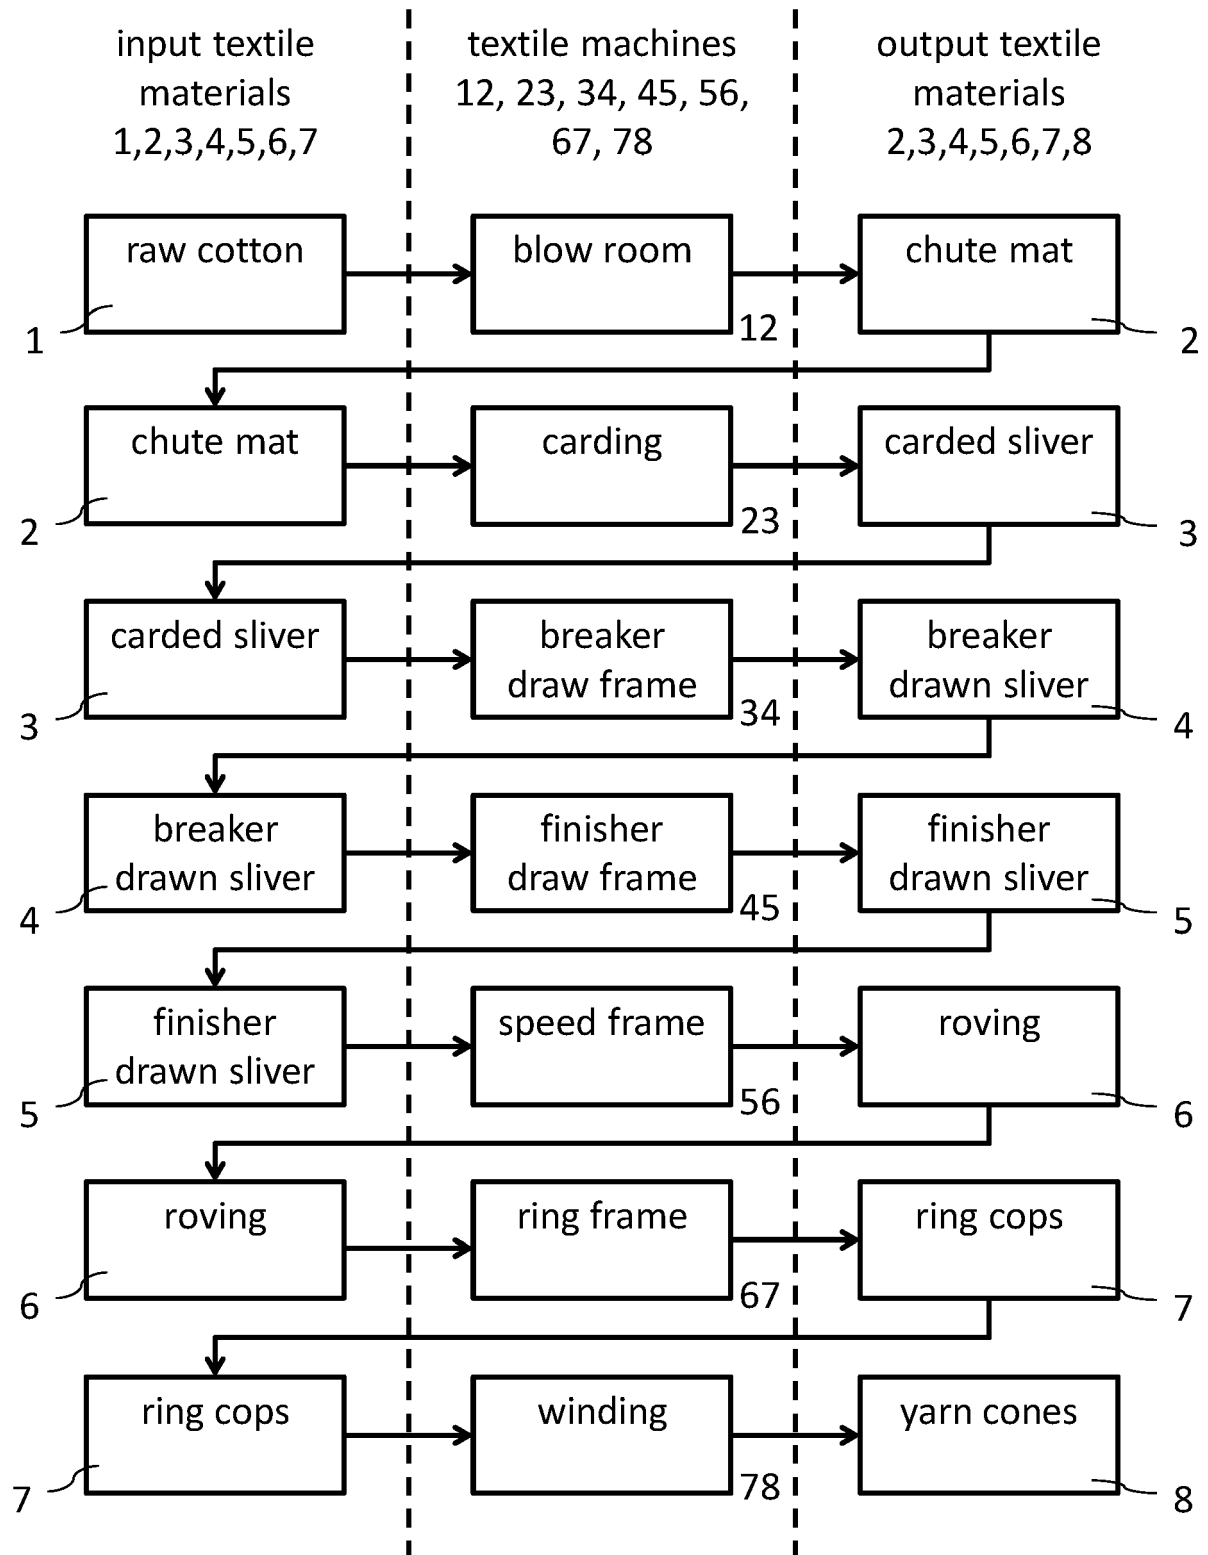 input textile
materials
1,2,3,4,5,6,7
textile machines
12, 23, 34, 45, 56,
67, 78
output textile
materials
2,3,4,5,6,7,8
raw cotton
1
blow room
12
chute mat
2
chute mat
2
carding
23
carded sliver
3
carded sliver
3
breaker
draw frame
34
breaker
drawn sliver
4
breaker
drawn sliver
4
finisher
draw frame
45
finisher
drawn sliver
5
finisher
drawn sliver
5
speed frame
56
roving
6
roving
6
ring frame
67
ring cops
7
ring cops
7
winding
78
yarn cones
8